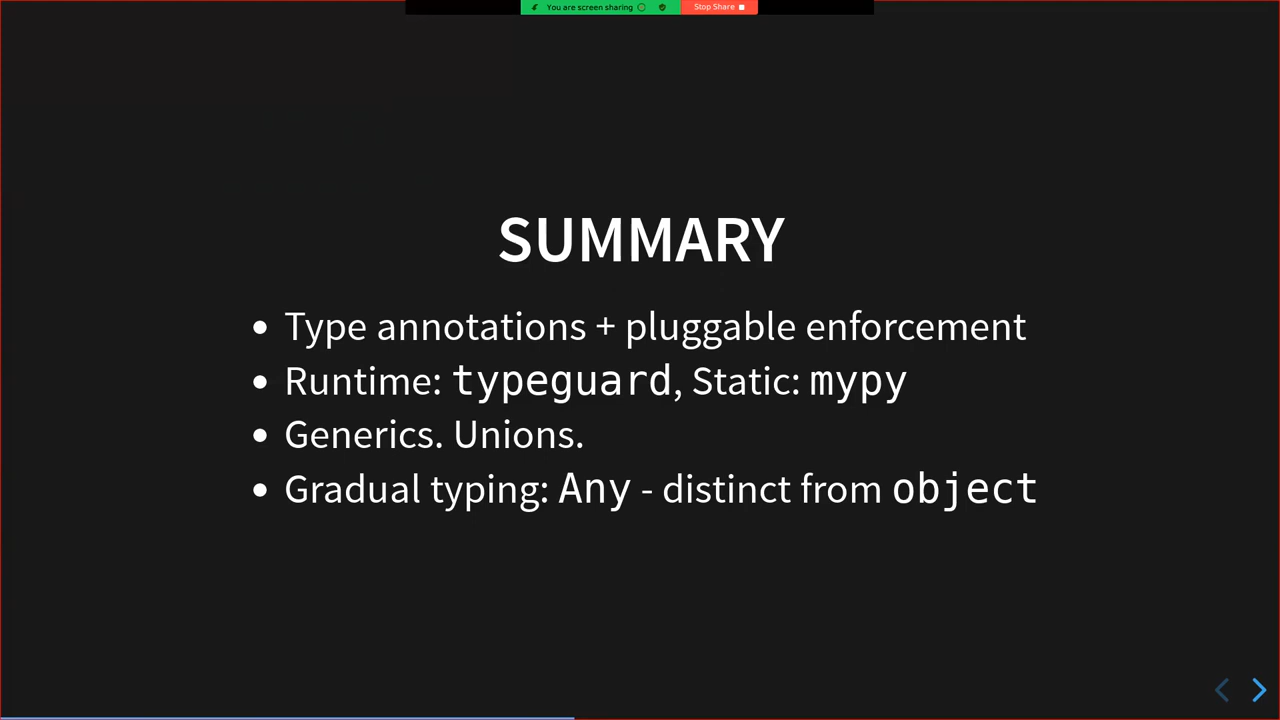 You are screen sharing
Stop Share
SUMMARY
Type annotations + pluggable enforcement
Runtime: typeguard, Static: mypy
Generics. Unions.
Gradual typing: Any - distinct from object